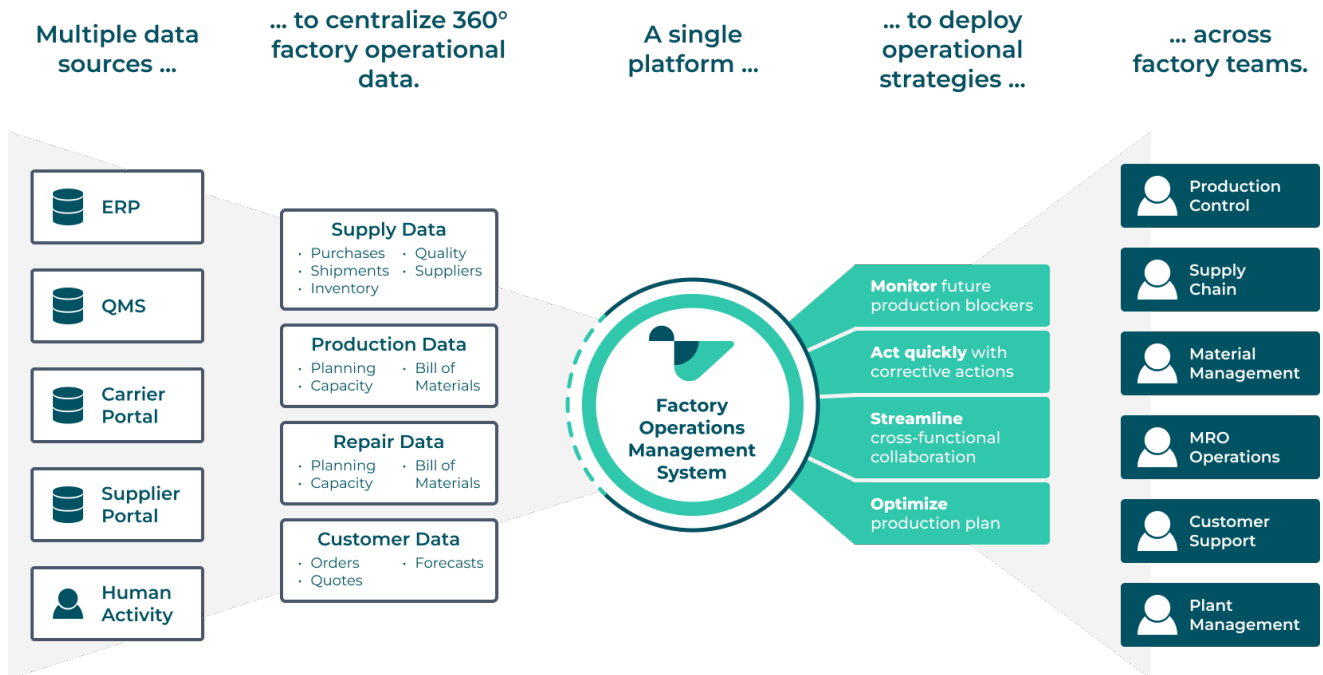 Multiple data
sources ...
... to centralize 360°
factory operational
data.
A single
platform ...
... to deploy
operational
strategies ...
... across
factory teams.
ERP
QMS
Carrier
Portal
Supplier
Portal
Human
Activity
Supply Data
· Purchases · Quality
· Shipments · Suppliers
· Inventory
Production Data
· Planning · Bill of
· Capacity Materials
Repair Data
· Planning · Bill of
· Capacity Materials
Customer Data
· Orders · Forecasts
· Quotes
Factory
Operations
Management
System
Monitor future
production blockers
Act quickly with
corrective actions
Streamline
cross-functional
collaboration
Optimize
production plan
Production
Control
Supply
Chain
Material
Management
MRO
Operations
Customer
Support
Plant
Management